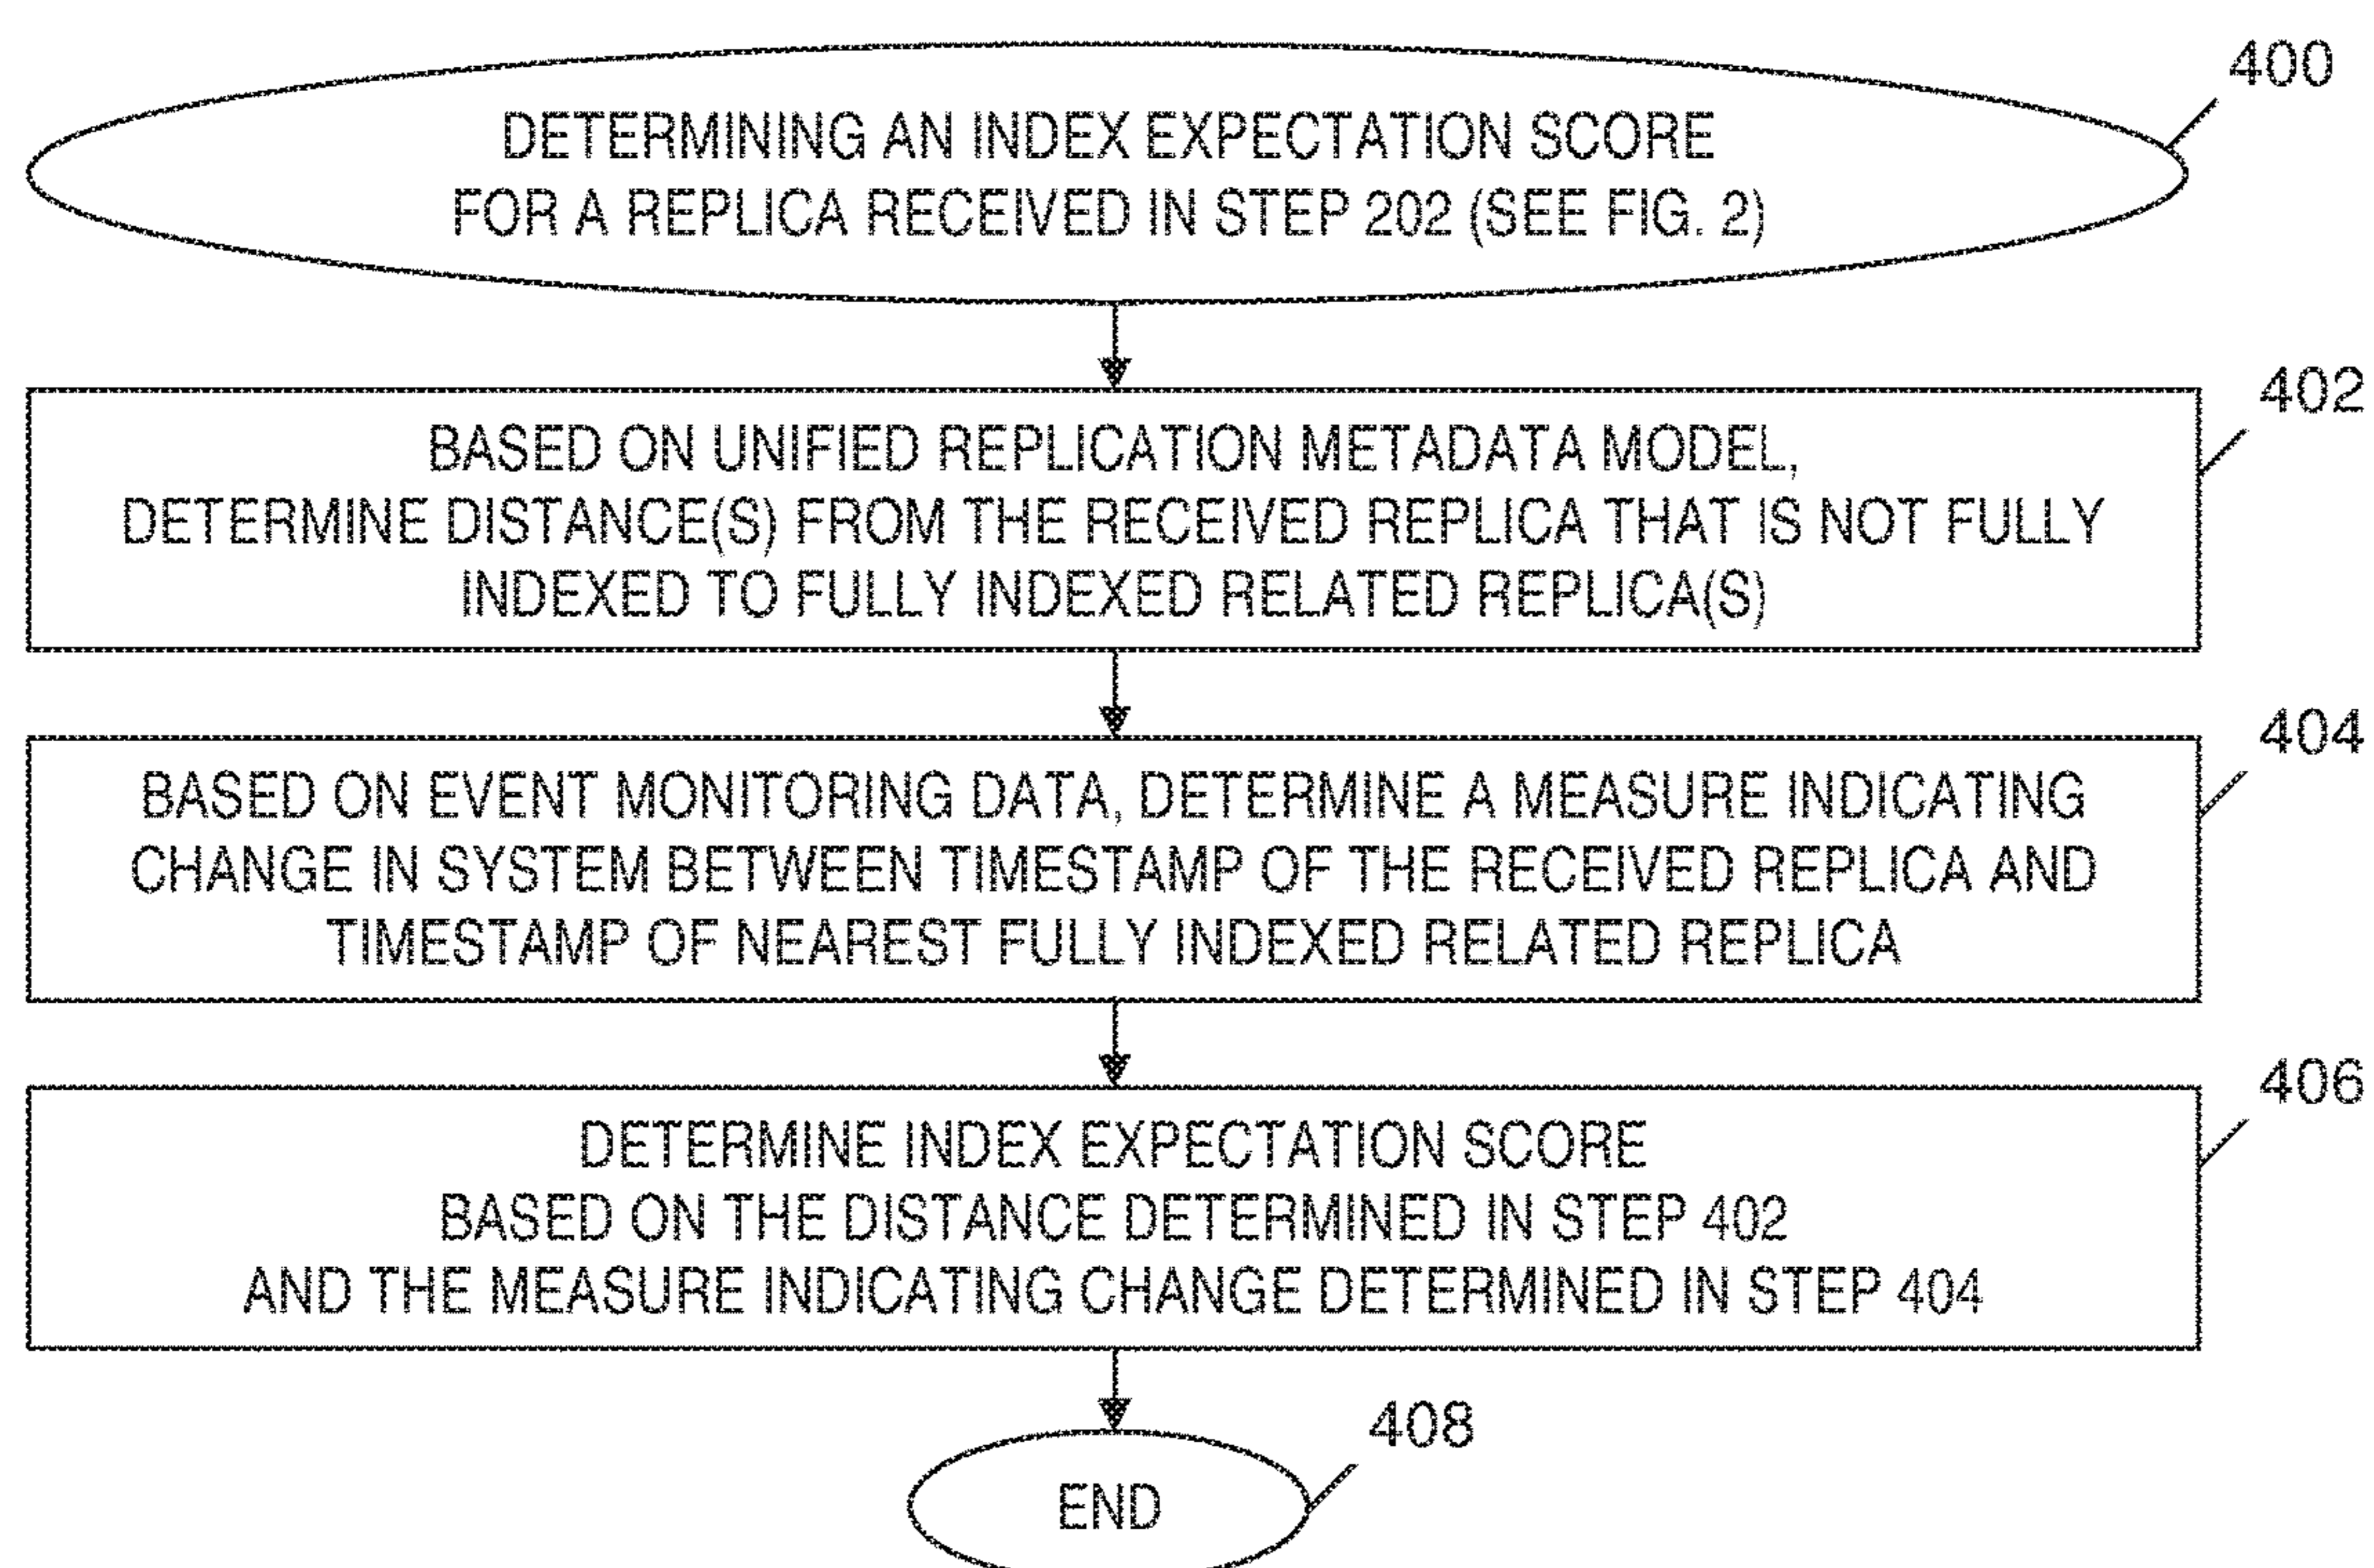 400
DETERMINING AN INDEX EXPECTATION SCORE
FOR A REPLICA RECEIVED IN STEP 202 (SEE FIG. 2)
402
BASED ON UNIFIED REPLICATION METADATA MODEL,
DETERMINE DISTANCE(S) FROM THE RECEIVED REPLICA THAT IS NOT FULLY
INDEXED TO FULLY INDEXED RELATED REPLICA(S)
404
BASED ON EVENT MONITORING DATA, DETERMINE A MEASURE INDICATING
CHANGE IN SYSTEM BETWEEN TIMESTAMP OF THE RECEIVED REPLICA AND
TIMESTAMP OF NEAREST FULLY INDEXED RELATED REPLICA
406
DETERMINE INDEX EXPECTATION SCORE
BASED ON THE DISTANCE DETERMINED IN STEP 402
AND THE MEASURE INDICATING CHANGE DETERMINED IN STEP 404
408
END